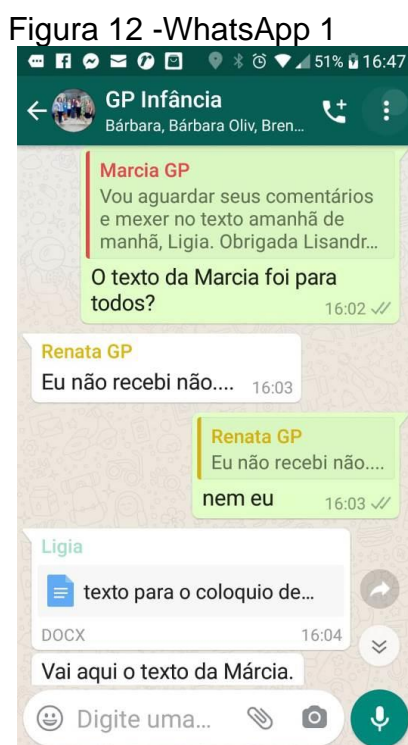 Figura 12 -WhatsApp 1
51% 16:47
GP Infância
Bárbara, Bárbara Oliv, Bren...
Marcia GP
Vou aguardar seus comentários
e mexer no texto amanhã de
manhã, Ligia. Obrigada Lisandr...
O texto da Marcia foi para
todos?
16:02
Renata GP
Eu não recebi não....
16:03
Renata GP
Eu não recebi não....
nem eu
16:03
Ligia
texto para o coloquio de...
DOCX
16:04
Vai aqui o texto da Márcia.
Digite uma...